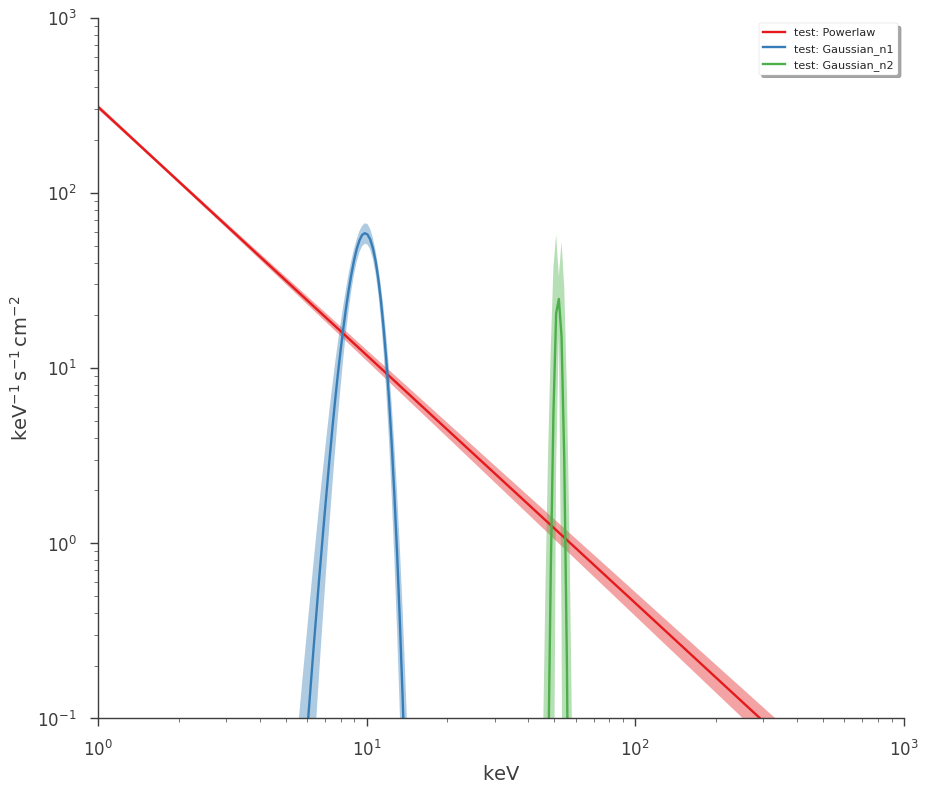 10³
10²
10¹
10⁰
10⁻¹
keV⁻¹ s⁻¹ cm⁻²
test: Powerlaw
test: Gaussian_n1
test: Gaussian_n2
10⁰ 10¹ 10² 10³
keV